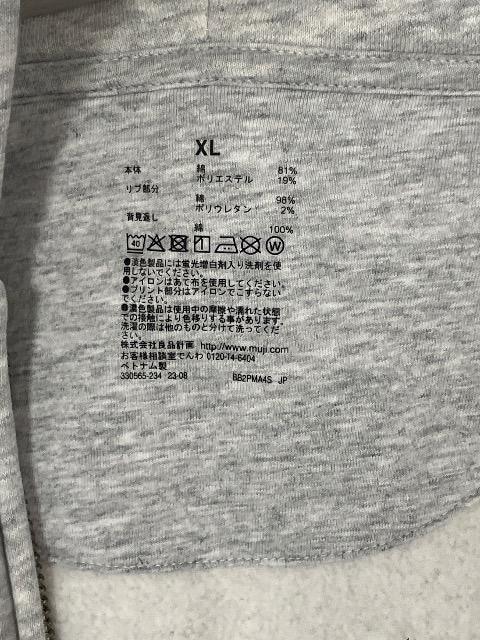 XL
本体 綿 81%
ポリエステル 19%
リブ部分
綿 98%
ポリウレタン 2%
背見返し
綿 100%
40 W
●淡色製品には蛍光増白剤入り洗剤を使
用しないでください。
●アイロンはあて布を使用してください。
●プリント部分はアイロンでこすらない
でください。
●濃色製品は使用中の摩擦や濡れた状態
での接触により色移りする事があります。
洗濯の際は他のものと分けて洗ってくだ
さい。
株式会社良品計画 http://www.muji.com/
お客様相談室でんわ 0120-14-6404
ベトナム製
330565-234 23-08 BB2PMA4S JP